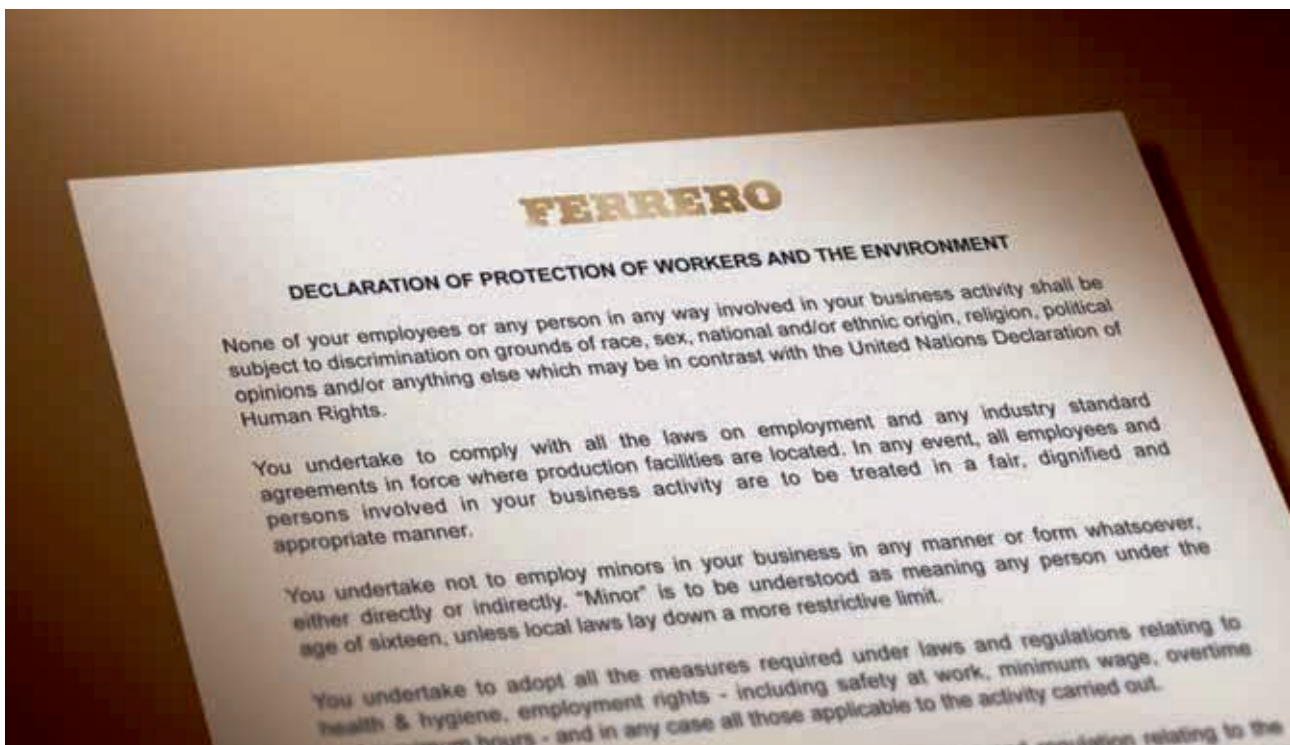 FERRERO
DECLARATION OF PROTECTION OF WORKERS AND THE ENVIRONMENT
None of your employees or any person in any way involved in your business activity shall be
subject to discrimination on grounds of race, sex, national and/or ethnic origin, religion, political
opinions and/or anything else which may be in contrast with the United Nations Declaration of
Human Rights.
You undertake to comply with all the laws on employment and any industry standard
agreements in force where production facilities are located. In any event, all employees and
persons involved in your business activity are to be treated in a fair, dignified and
appropriate manner.
You undertake not to employ minors in your business in any manner or form whatsoever,
either directly or indirectly. “Minor” is to be understood as meaning any person under the
age of sixteen, unless local laws lay down a more restrictive limit.
You undertake to adopt all the measures required under laws and regulations relating to
health & hygiene, employment rights - including safety at work, minimum wage, overtime
hours - and in any case all those applicable to the activity carried out.
regulation relating to the